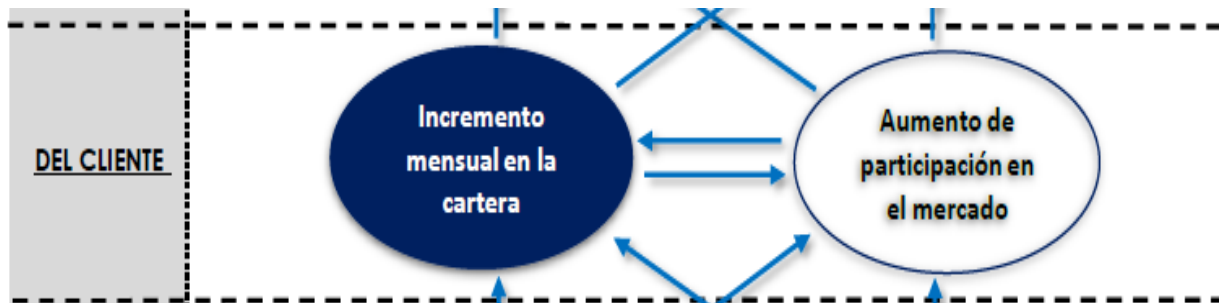 DEL CLIENTE
Incremento
mensual en la
cartera
Aumento de
participación en
el mercado